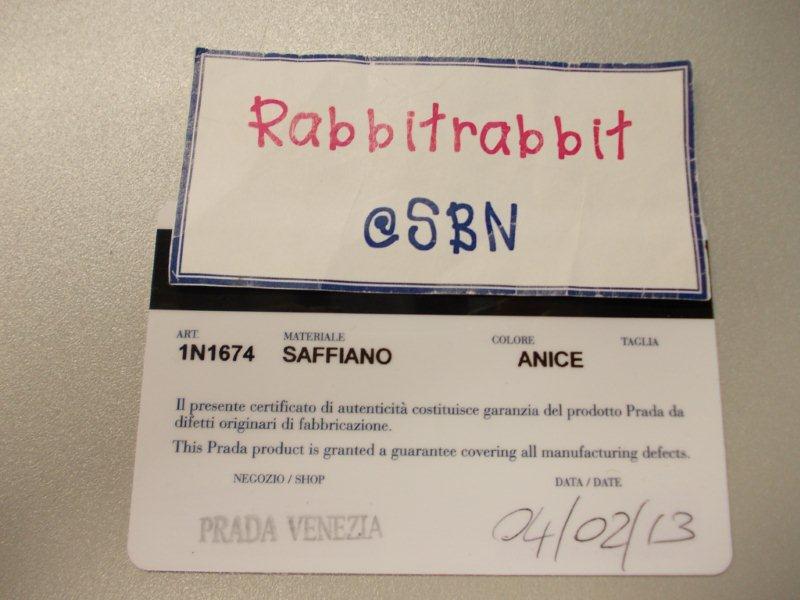 Rabbitrabbit
@SBN
ART. MATERIALE COLORE TAGLIA
1N1674 SAFFIANO ANICE
Il presente certificato di autenticità costituisce garanzia del prodotto Prada da
difetti originari di fabbricazione.
This Prada product is granted a guarantee covering all manufacturing defects.
NEGOZIO / SHOP DATA / DATE
PRADA VENEZIA 04/02/13